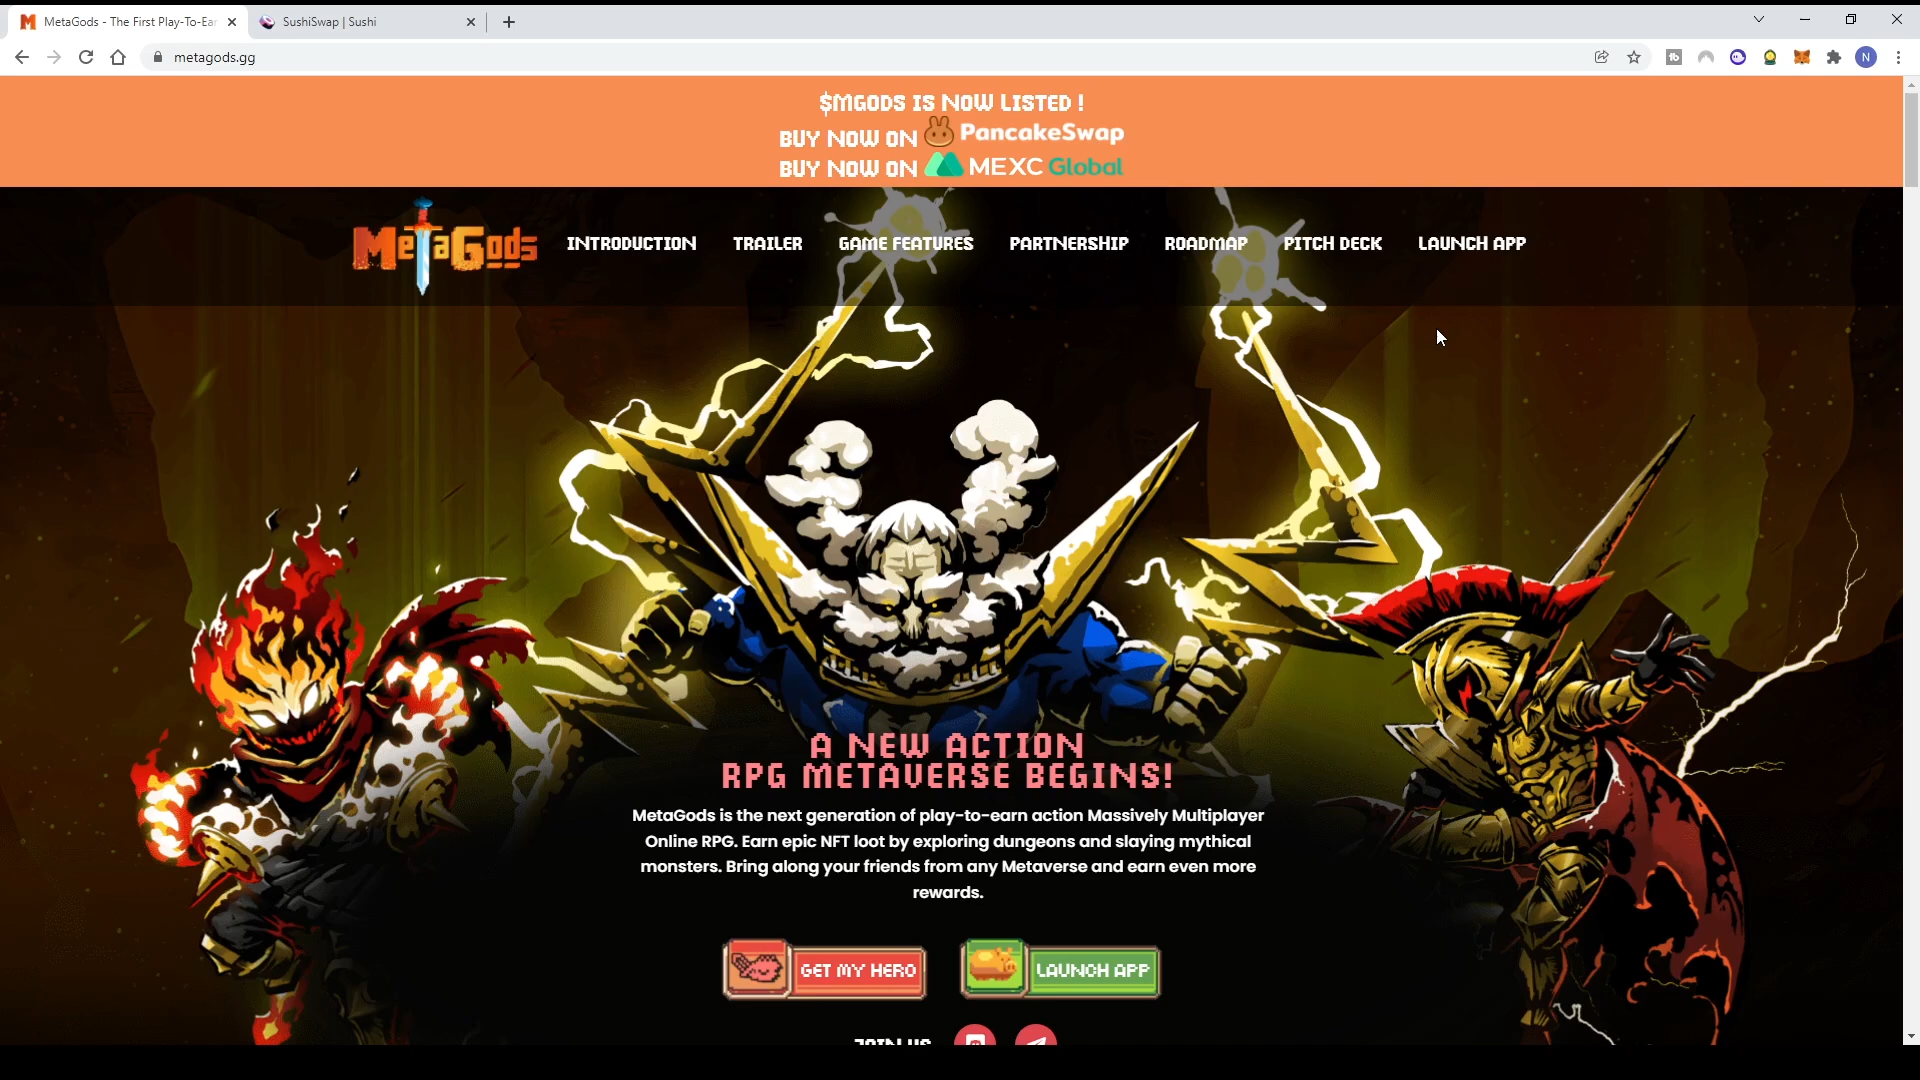 MetaGods - The First Play-To-Ear
SushiSwap | Sushi
metagods.gg
N
$MGODS IS NOW LISTED !
BUY NOW ON PancakeSwap
BUY NOW ON MEXC Global
MetaGods
INTRODUCTION TRAILER GAME FEATURES PARTNERSHIP ROADMAP PITCH DECK LAUNCH APP
A NEW ACTION
RPG METAVERSE BEGINS!
MetaGods is the next generation of play-to-earn action Massively Multiplayer
Online RPG. Earn epic NFT loot by exploring dungeons and slaying mythical
monsters. Bring along your friends from any Metaverse and earn even more
rewards.
GET MY HERO LAUNCH APP
JOIN US